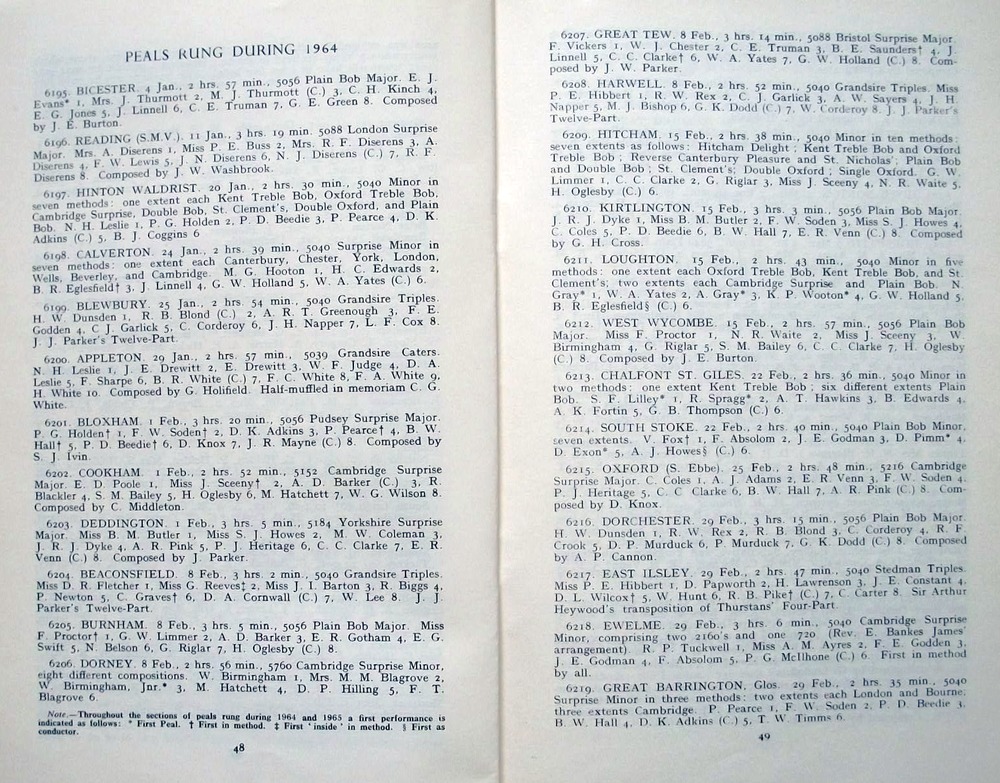 PEALS RUNG DURING 1964
6195. BICESTER. 4 Jan., 2 hrs. 57 min., 5056 Plain Bob Major. E. J.
Evans* 1, Mrs. J. Thurmott 2, M. J. Thurmott (C.) 3, C. H. Kinch 4,
E. G. Jones 5, J. Linnell 6, C. E. Truman 7, G. E. Green 8. Composed
by J. E. Burton.
6196. READING (S.M.V.). 11 Jan., 3 hrs. 19 min. 5088 London Surprise
Major. Mrs. A. Diserens 1, Miss P. E. Buss 2, Mrs. R. F. Diserens 3, A.
Diserens 4, F. W. Lewis 5, J. N. Diserens 6, N. J. Diserens (C.) 7, R. F.
Diserens 8. Composed by J. W. Washbrook.
6197. HINTON WALDRIST. 20 Jan., 2 hrs. 30 min., 5040 Minor in
seven methods: one extent each Kent Treble Bob, Oxford Treble Bob,
Cambridge Surprise, Double Bob, St. Clement's, Double Oxford, and Plain
Bob. N. H. Leslie 1, P. G. Holden 2, P. D. Beedie 3, P. Pearce 4, D. K.
Adkins (C.) 5, B. J. Coggins 6
6198. CALVERTON. 24 Jan., 2 hrs. 39 min., 5040 Surprise Minor in
seven methods: one extent each Canterbury, Chester, York, London,
Wells, Beverley, and Cambridge. M. G. Hooton 1, H. C. Edwards 2,
B. R. Eglesfield† 3, J. Linnell 4, G. W. Holland 5, W. A. Yates (C.) 6.
6199. BLEWBURY. 25 Jan., 2 hrs. 54 min., 5040 Grandsire Triples.
H. W. Dunsden 1, R. B. Blond (C.) 2, A. R. T. Greenough 3, F. E.
Godden 4, C J. Garlick 5, C. Corderoy 6, J. H. Napper 7, L. F. Cox 8.
J. J. Parker's Twelve-Part.
6200. APPLETON. 29 Jan., 2 hrs. 57 min., 5039 Grandsire Caters.
N. H. Leslie 1, J. E. Drewitt 2, E. Drewitt 3, W. F. Judge 4, D. A.
Leslie 5, F. Sharpe 6, B. R. White (C.) 7, F. C. White 8, F. A White 9,
H. White 10. Composed by G. Holifield. Half-muffled in memoriam C. G.
White.
6201. BLOXHAM. 1 Feb., 3 hrs. 20 min., 5056 Pudsey Surprise Major.
P. G. Holden† 1, F. W. Soden† 2, D. K. Adkins 3, P. Pearce† 4, B. W.
Hall† 5, P. D. Beedie† 6, D. Knox 7, J. R. Mayne (C.) 8. Composed by
S. J. Ivin.
6202. COOKHAM. 1 Feb., 2 hrs. 52 min., 5152 Cambridge Surprise
Major. E. D. Poole 1, Miss J. Sceeny† 2, A. D. Barker (C.) 3, R.
Blackler 4, S. M. Bailey 5, H. Oglesby 6, M. Hatchett 7, W. G. Wilson 8.
Composed by C. Middleton.
6203. DEDDINGTON. 1 Feb., 3 hrs. 5 min., 5184 Yorkshire Surprise
Major. Miss B. M. Butler 1, Miss S. J. Howes 2, M. W. Coleman 3,
J. R. J. Dyke 4, A. R. Pink 5, P. J. Heritage 6, C. C. Clarke 7, E. R.
Venn (C.) 8. Composed by J. Parker.
6204. BEACONSFIELD. 8 Feb., 3 hrs. 2 min., 5040 Grandsire Triples.
Miss D. R. Fletcher 1, Miss G. Reeves‡ 2, Miss J. I. Barton 3, R. Biggs 4,
P. Newton 5, C. Graves† 6, D. A. Cornwall (C.) 7, W. Lee 8. J. J.
Parker's Twelve-Part.
6205. BURNHAM. 8 Feb., 3 hrs. 5 min., 5056 Plain Bob Major. Miss
F. Proctor† 1, G. W. Limmer 2, A. D. Barker 3, E. R. Gotham 4, E. G.
Swift 5, N. Belson 6, G. Riglar 7, H. Oglesby (C.) 8.
6206. DORNEY. 8 Feb., 2 hrs. 56 min., 5760 Cambridge Surprise Minor,
eight different compositions. W. Birmingham 1, Mrs. M. M. Blagrove 2,
W. Birmingham, Jnr.* 3, M. Hatchett 4, D. P. Hilling 5, F. T.
Blagrove 6.
Note.—Throughout the sections of peals rung during 1964 and 1965 a first performance is
indicated as follows: * First Peal. † First in method. ‡ First 'inside' in method. § First as
conductor.
48
6207. GREAT TEW. 8 Feb., 3 hrs. 14 min., 5088 Bristol Surprise Major.
F. Vickers 1, W. J. Chester 2, C. E. Truman 3, B. E. Saunders† 4, J.
Linnell 5, C. C. Clarke† 6, W. A. Yates 7, G. W. Holland (C.) 8. Com-
posed by J. W. Parker.
6208. HARWELL. 8 Feb., 2 hrs. 52 min., 5040 Grandsire Triples. Miss
P. E. Hibbert 1, R. W. Rex 2, C. J. Garlick 3, A. W. Sayers 4, J. H.
Napper 5, M. J. Bishop 6, G. K. Dodd (C.) 7, W. Corderoy 8. J. J. Parker's
Twelve-Part.
6209. HITCHAM. 15 Feb., 2 hrs. 38 min., 5040 Minor in ten methods:
seven extents as follows: Hitcham Delight; Kent Treble Bob and Oxford
Treble Bob; Reverse Canterbury Pleasure and St. Nicholas'; Plain Bob
and Double Bob; St. Clement's; Double Oxford; Single Oxford. G. W.
Limmer 1, C. C. Clarke 2, G. Riglar 3, Miss J. Sceeny 4, N. R. Waite 5,
H. Oglesby (C.) 6.
6210. KIRTLINGTON. 15 Feb., 3 hrs. 3 min., 5056 Plain Bob Major.
J. R. J. Dyke 1, Miss B. M. Butler 2, F. W. Soden 3, Miss S. J. Howes 4,
C. Coles 5, P. D. Beedie 6, B. W. Hall 7, E. R. Venn (C.) 8. Composed
by G. H. Cross.
6211. LOUGHTON. 15 Feb., 2 hrs. 43 min., 5040 Minor in five
methods: one extent each Oxford Treble Bob, Kent Treble Bob, and St.
Clement's; two extents each Cambridge Surprise and Plain Bob. N.
Gray* 1, W. A. Yates 2, A. Gray* 3, K. P. Wooton* 4, G. W. Holland 5,
B. R. Eglesfield§ (C.) 6.
6212. WEST WYCOMBE. 15 Feb., 2 hrs. 57 min., 5056 Plain Bob
Major. Miss F. Proctor 1, N. R. Waite 2, Miss J. Sceeny 3, W.
Birmingham 4, G. Riglar 5, S. M. Bailey 6, C. C. Clarke 7, H. Oglesby
(C.) 8. Composed by J. E. Burton.
6213. CHALFONT ST. GILES. 22 Feb., 2 hrs. 36 min., 5040 Minor in
two methods: one extent Kent Treble Bob; six different extents Plain
Bob. S. F. Lilley* 1, R. Spragg* 2, A. T. Hawkins 3, B. Edwards 4,
A. K. Fortin 5, G. B. Thompson (C.) 6.
6214. SOUTH STOKE. 22 Feb., 2 hrs. 40 min., 5040 Plain Bob Minor,
seven extents. V. Fox† 1, F. Absolom 2, J. E. Godman 3, D. Pimm* 4,
D. Exon* 5, A. J. Howes§ (C.) 6.
6215. OXFORD (S. Ebbe). 25 Feb., 2 hrs. 48 min., 5216 Cambridge
Surprise Major. C. Coles 1, A. J. Adams 2, E. R. Venn 3, F. W. Soden 4,
P. J. Heritage 5, C. C Clarke 6, B. W. Hall 7, A. R. Pink (C.) 8. Com-
posed by D. Knox.
6216. DORCHESTER. 29 Feb., 3 hrs. 15 min., 5056 Plain Bob Major.
H. W. Dunsden 1, R. W. Rex 2, R. B. Blond 3, C. Corderoy 4, R. F.
Crook 5, D. P. Murduck 6, P. Murduck 7, G. K. Dodd (C.) 8. Composed
by A. P. Cannon.
6217. EAST ILSLEY. 29 Feb., 2 hrs. 47 min., 5040 Stedman Triples.
Miss P. E. Hibbert 1, D. Papworth 2, H. Lawrenson 3, J. E. Constant 4,
D. L. Wilcox† 5, W. Hunt 6, R. B. Pike† (C.) 7, C. Carter 8. Sir Arthur
Heywood's transposition of Thurstans' Four-Part.
6218. EWELME. 29 Feb., 3 hrs. 6 min., 5040 Cambridge Surprise
Minor, comprising two 2160's and one 720 (Rev. E. Bankes James'
arrangement). R. P. Tuckwell 1, Miss A. M. Ayres 2, F. E. Godden 3,
J. E. Godman 4, F. Absolom 5, P. G. McIlhone (C.) 6. First in method
by all.
6219. GREAT BARRINGTON, Glos. 29 Feb., 2 hrs. 35 min., 5040
Surprise Minor in three methods: two extents each London and Bourne,
three extents Cambridge. P. Pearce 1, F. W. Soden 2, P. D. Beedie 3,
B. W. Hall 4, D. K. Adkins (C.) 5, T. W. Timms 6.
49